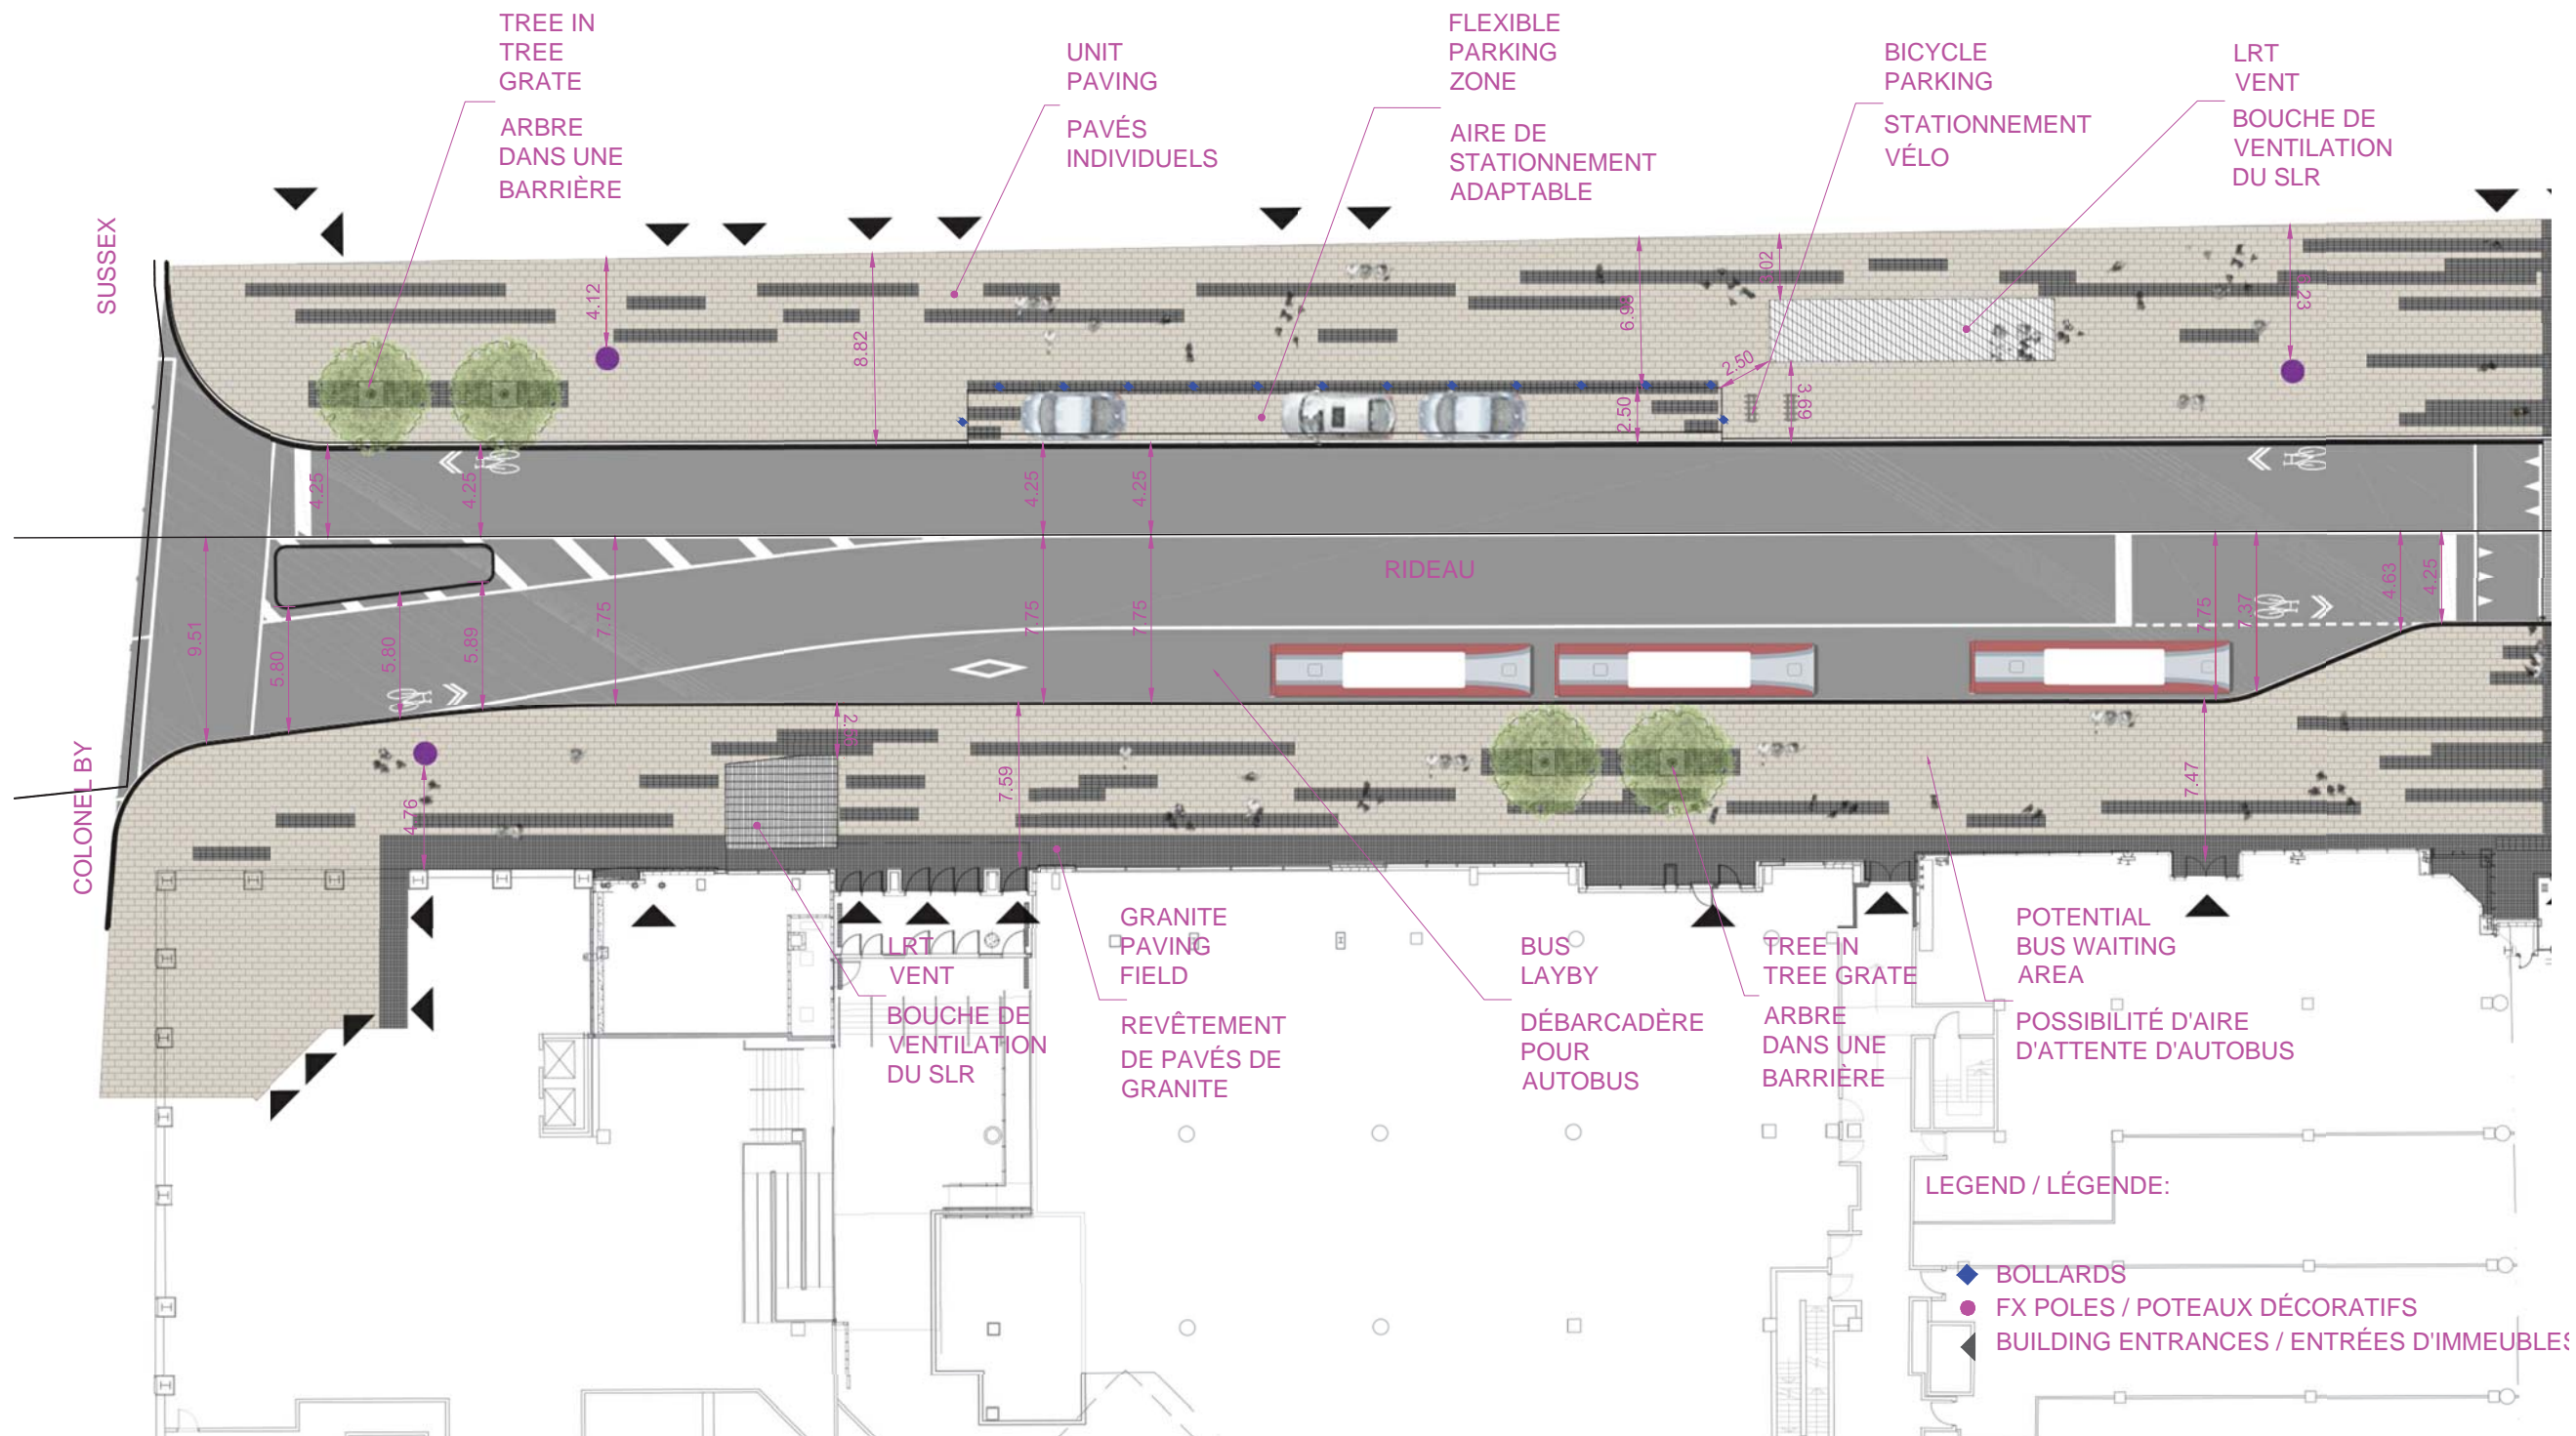 TREE IN
TREE
GRATE
ARBRE
DANS UNE
BARRIÈRE
UNIT
PAVING
PAVÉS
INDIVIDUELS
FLEXIBLE
PARKING
ZONE
AIRE DE
STATIONNEMENT
ADAPTABLE
BICYCLE
PARKING
STATIONNEMENT
VÉLO
LRT
VENT
BOUCHE DE
VENTILATION
DU SLR
SUSSEX
4.12
8.82
6.98
2.50
2.50
3.69
4.25
4.25
4.25
4.25
RIDEAU
9.51
5.80
5.80
5.89
7.75
7.75
7.75
7.75
7.37
4.63
4.25
COLONEL BY
4.76
7.59
7.47
LRT
VENT
BOUCHE DE
VENTILATION
DU SLR
GRANITE
PAVING
FIELD
REVÊTEMENT
DE PAVÉS DE
GRANITE
BUS
LAYBY
DÉBARCADÈRE
POUR
AUTOBUS
TREE IN
TREE GRATE
ARBRE
DANS UNE
BARRIÈRE
POTENTIAL
BUS WAITING
AREA
POSSIBILITÉ D'AIRE
D'ATTENTE D'AUTOBUS
LEGEND / LÉGENDE:
BOLLARDS
FX POLES / POTEAUX DÉCORATIFS
BUILDING ENTRANCES / ENTRÉES D'IMMEUBLES